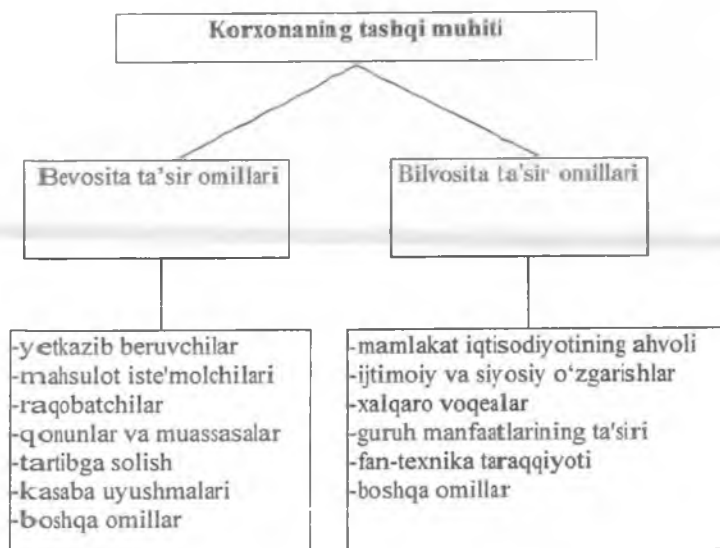 Korxonaning tashqi muhiti
Bevosita ta'sir omillari
Bilvosita ta'sir omillari
-yetkazib beruvchilar
-mahsulot iste'molchilari
-raqobatchilar
-qonunlar va muassasalar
-tartibga solish
-kasaba uyushmalari
-boshqa omillar
-mamlakat iqtisodiyotining ahvoli
-ijtimoiy va siyosiy o‘zgarishlar
-xalqaro voqealar
-guruh manfaatlarining ta'siri
-fan-texnika taraqqiyoti
-boshqa omillar